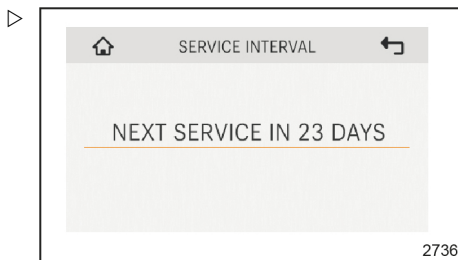 SERVICE INTERVAL
NEXT SERVICE IN 23 DAYS
2736